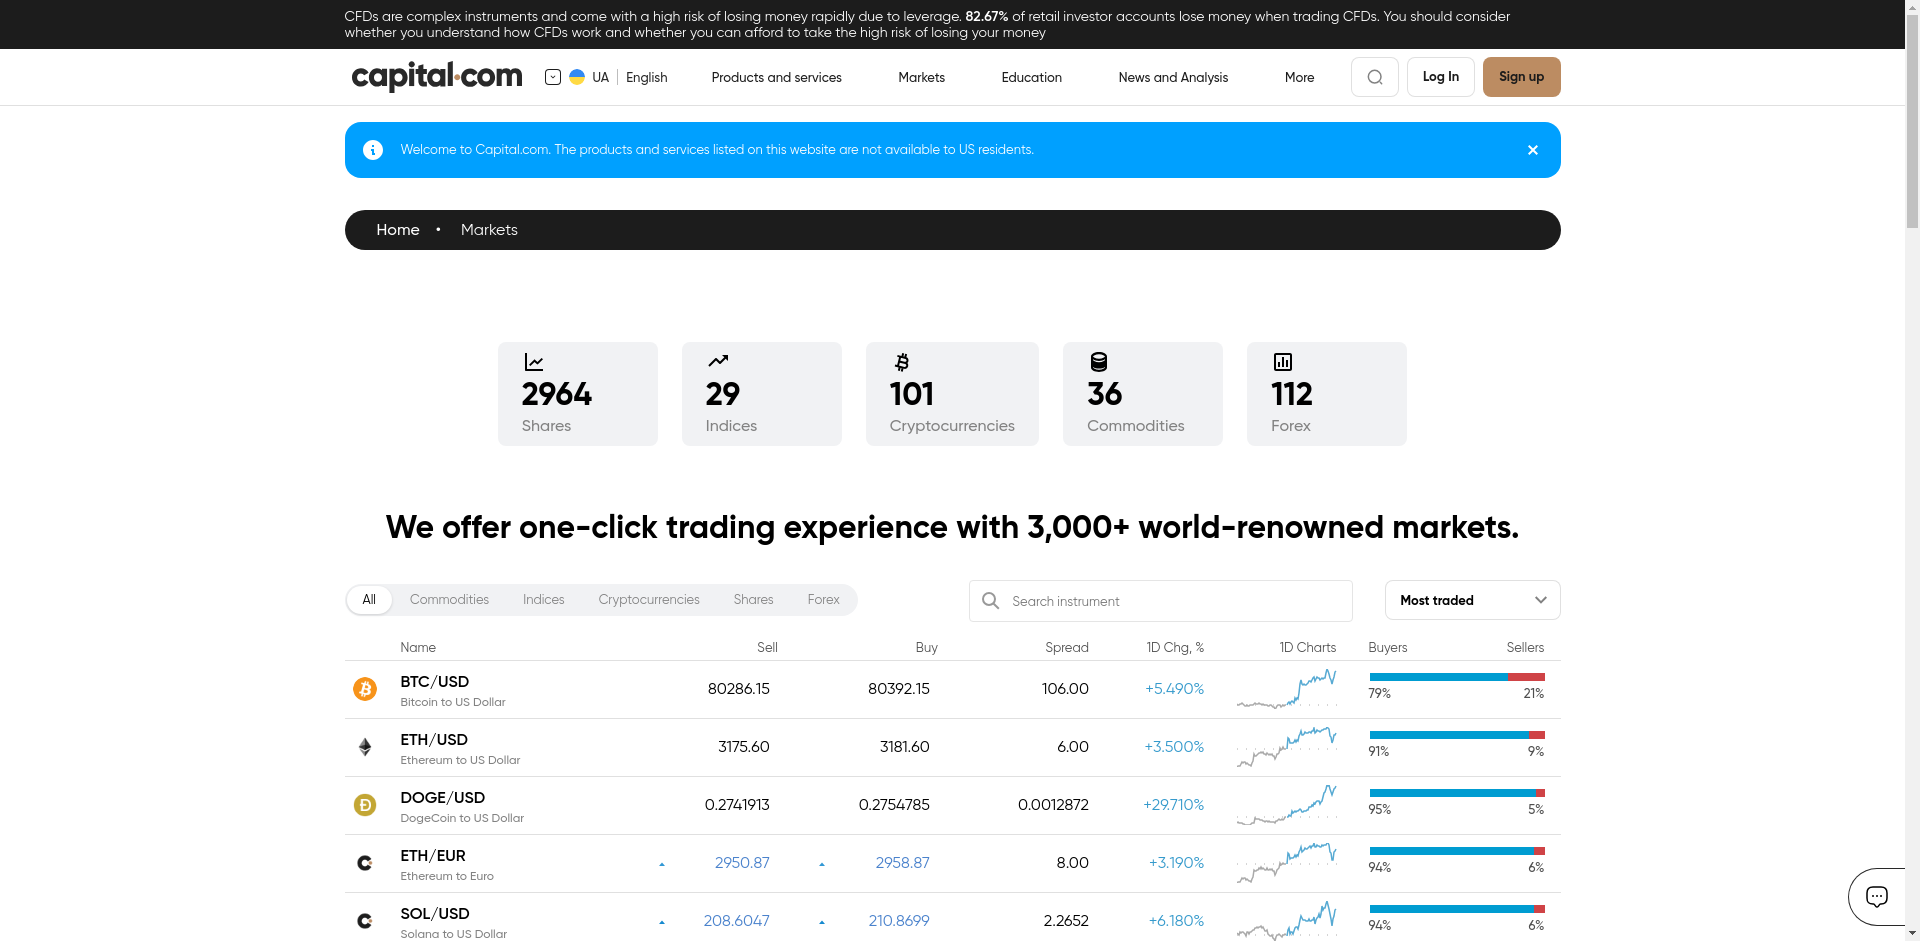 CFDs are complex instruments and come with a high risk of losing money rapidly due to leverage. 82.67% of retail investor accounts lose money when trading CFDs. You should consider
whether you understand how CFDs work and whether you can afford to take the high risk of losing your money
capital.com UA English Products and services Markets Education News and Analysis More Log In Sign up
Welcome to Capital.com. The products and services listed on this website are not available to US residents.
Home • Markets
2964 29 101 36 112
Shares Indices Cryptocurrencies Commodities Forex
We offer one-click trading experience with 3,000+ world-renowned markets.
All Commodities Indices Cryptocurrencies Shares Forex Search instrument Most traded
Name Sell Buy Spread 1D Chg, % 1D Charts Buyers Sellers
BTC/USD 80286.15 80392.15 106.00 +5.490% 79% 21%
Bitcoin to US Dollar
ETH/USD 3175.60 3181.60 6.00 +3.500% 91% 9%
Ethereum to US Dollar
DOGE/USD 0.2741913 0.2754785 0.0012872 +29.710% 95% 5%
DogeCoin to US Dollar
ETH/EUR 2950.87 2958.87 8.00 +3.190% 94% 6%
Ethereum to Euro
SOL/USD 208.6047 210.8699 2.2652 +6.180% 94% 6%
Solana to US Dollar